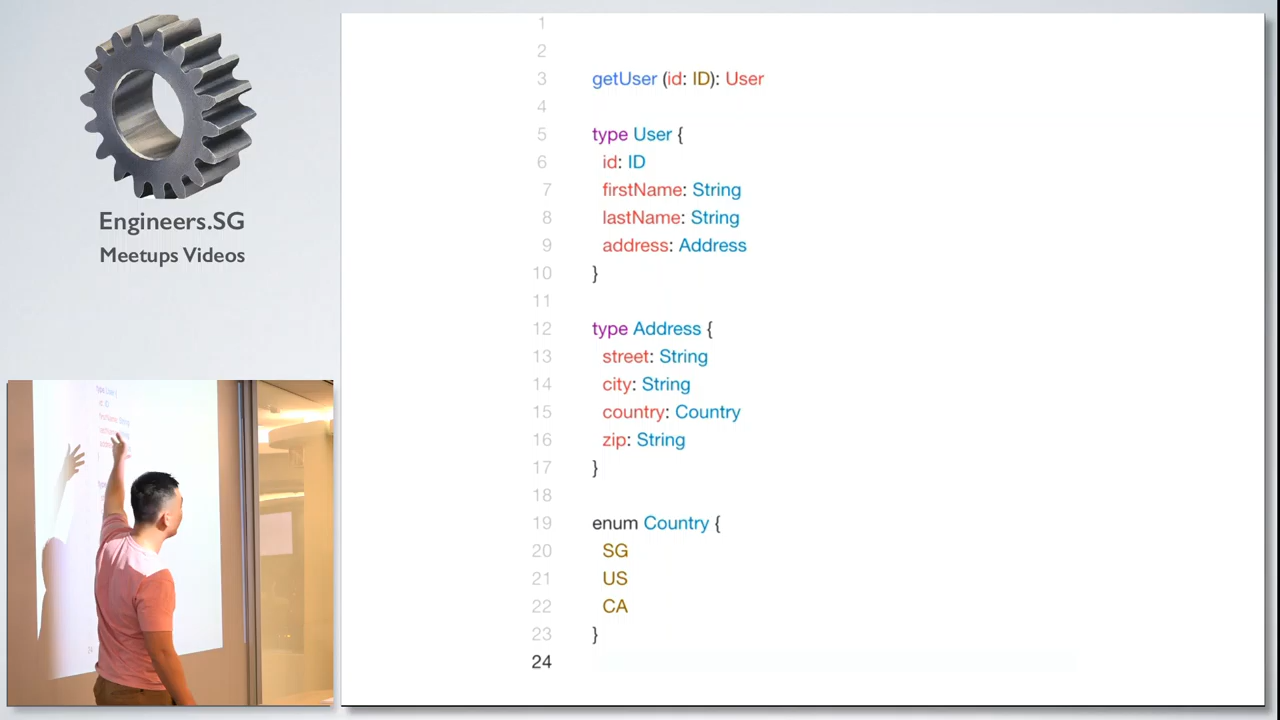 Engineers.SG
Meetups Videos
1
2
3 getUser (id: ID): User
4
5 type User {
6 id: ID
7 firstName: String
8 lastName: String
9 address: Address
10 }
11
12 type Address {
13 street: String
14 city: String
15 country: Country
16 zip: String
17 }
18
19 enum Country {
20 SG
21 US
22 CA
23 }
24